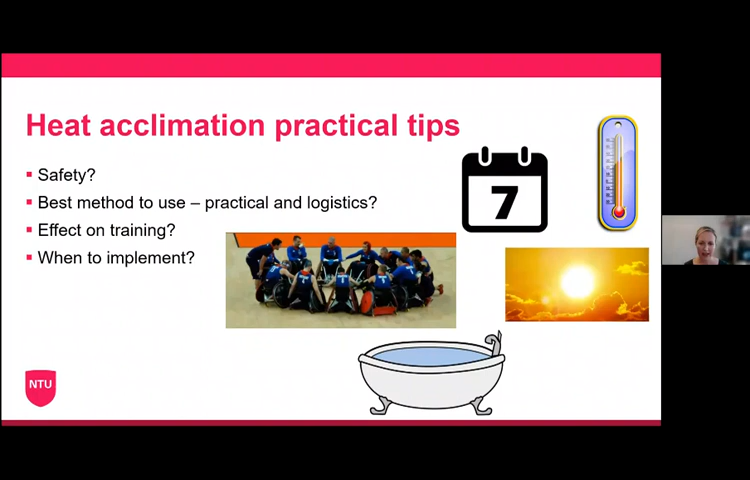 Heat acclimation practical tips
Safety?
Best method to use – practical and logistics?
Effect on training?
When to implement?
7
NTU